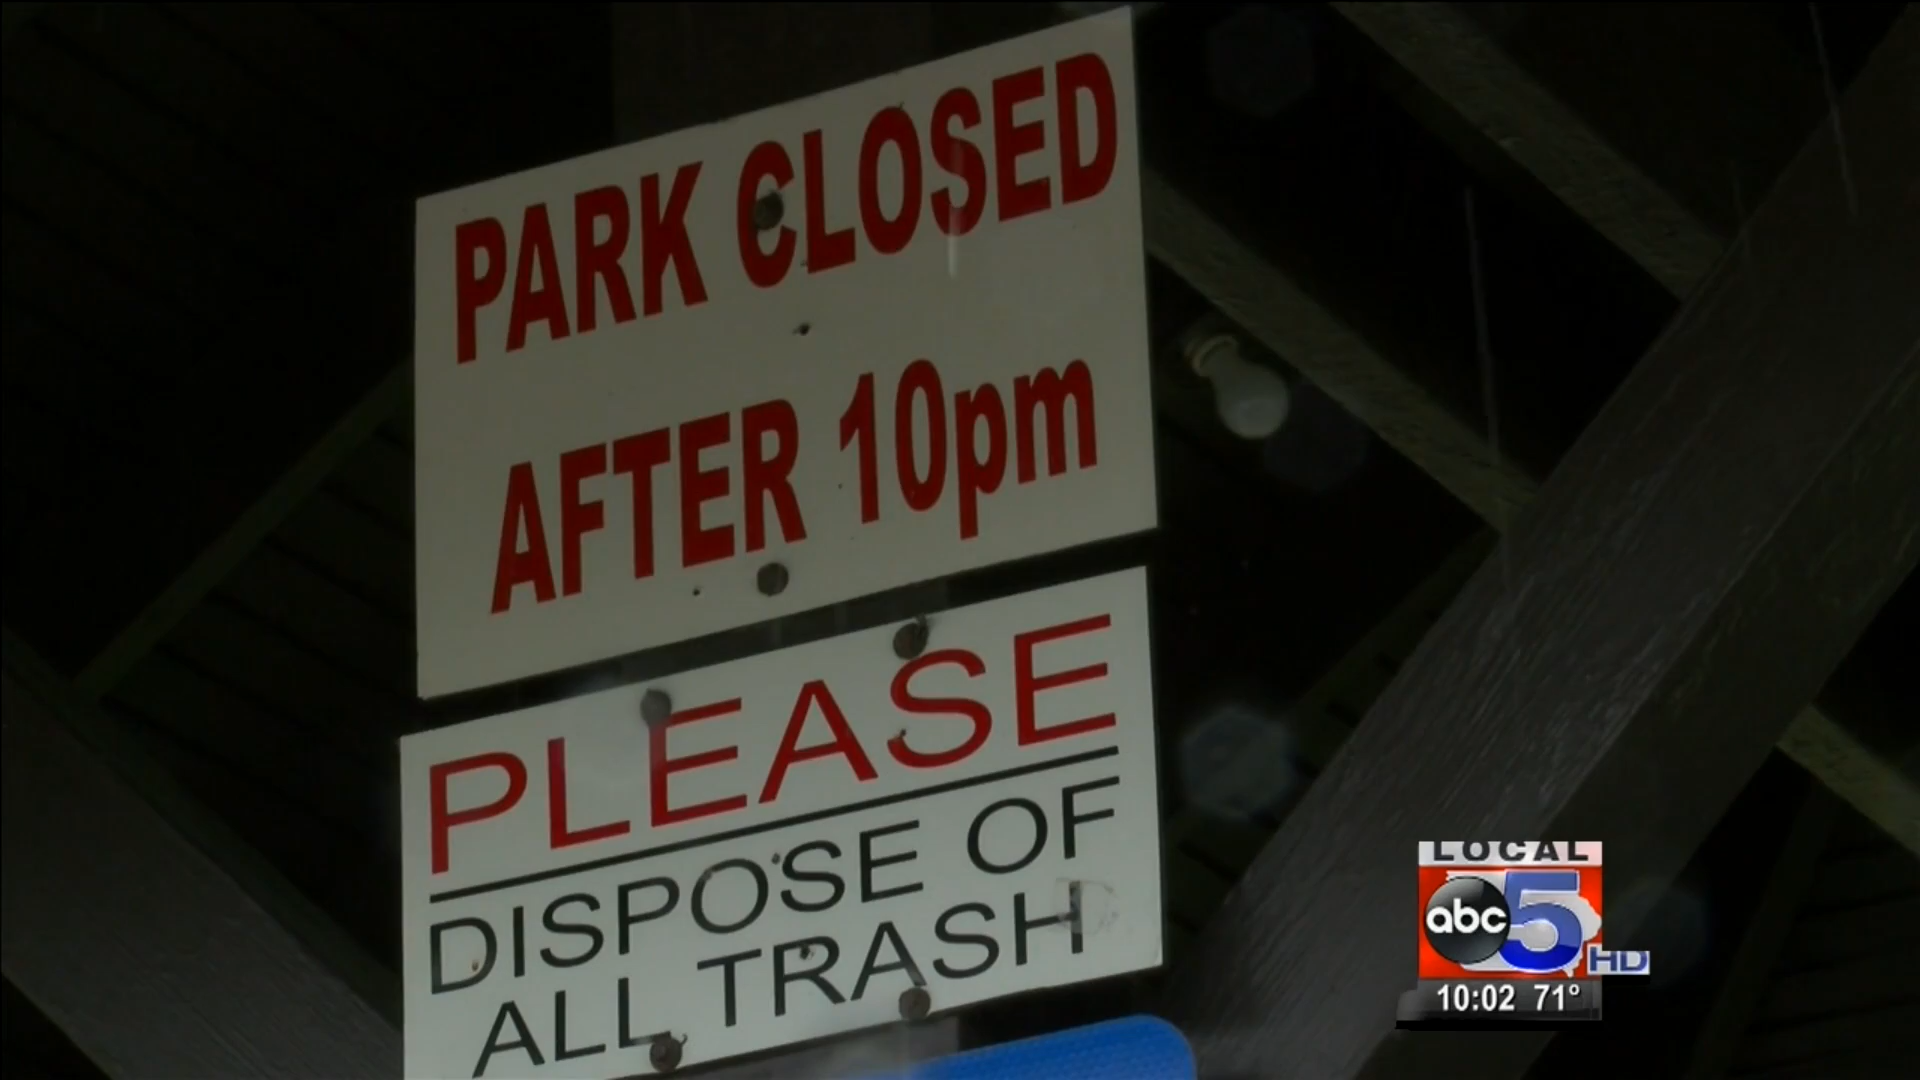 PARK CLOSED
AFTER 10pm
PLEASE
DISPOSE OF
ALL TRASH
LOCAL
abc 5
HD
10:02 71°